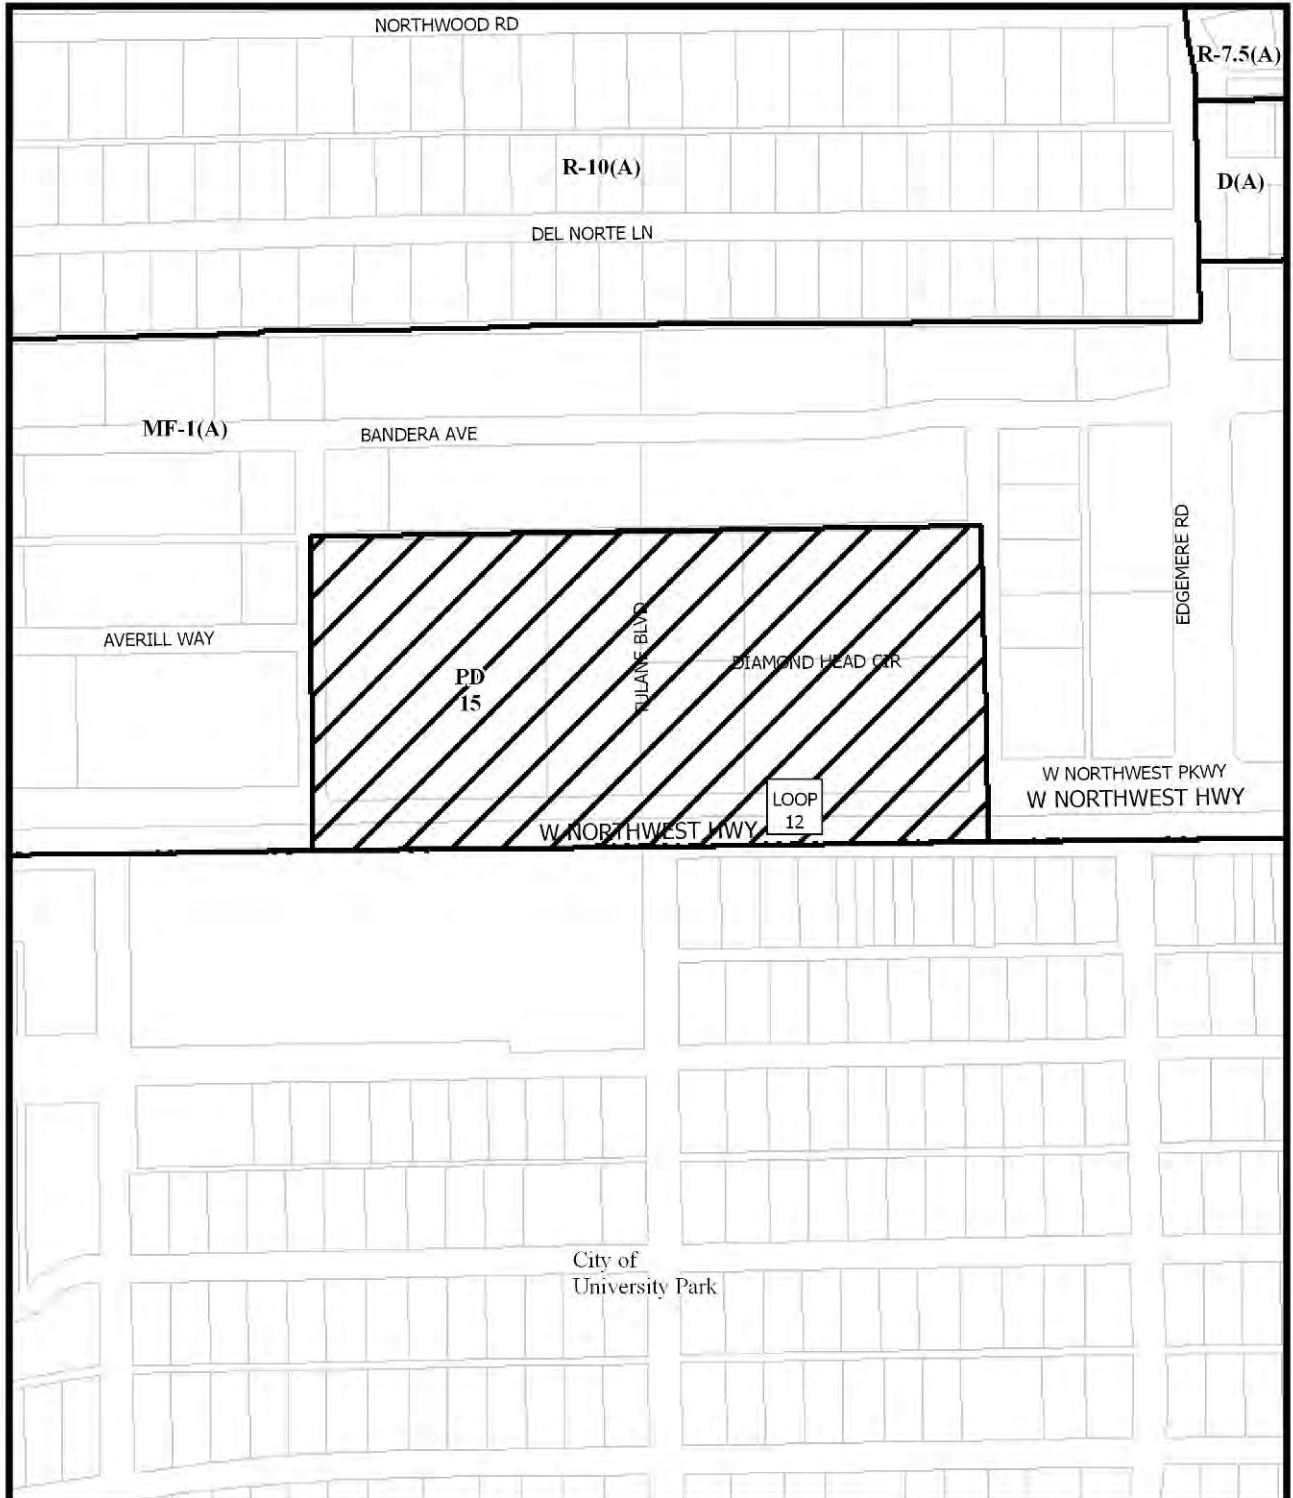 NORTHWOOD RD
R-7.5(A)
R-10(A)
D(A)
DEL NORTE LN
MF-1(A)
BANDERA AVE
EDGEMERE RD
AVERILL WAY
TULANE BLVD
DIAMOND HEAD CIR
PD
15
W NORTHWEST PKWY
W NORTHWEST HWY
LOOP
12
W NORTHWEST HWY
City of
University Park